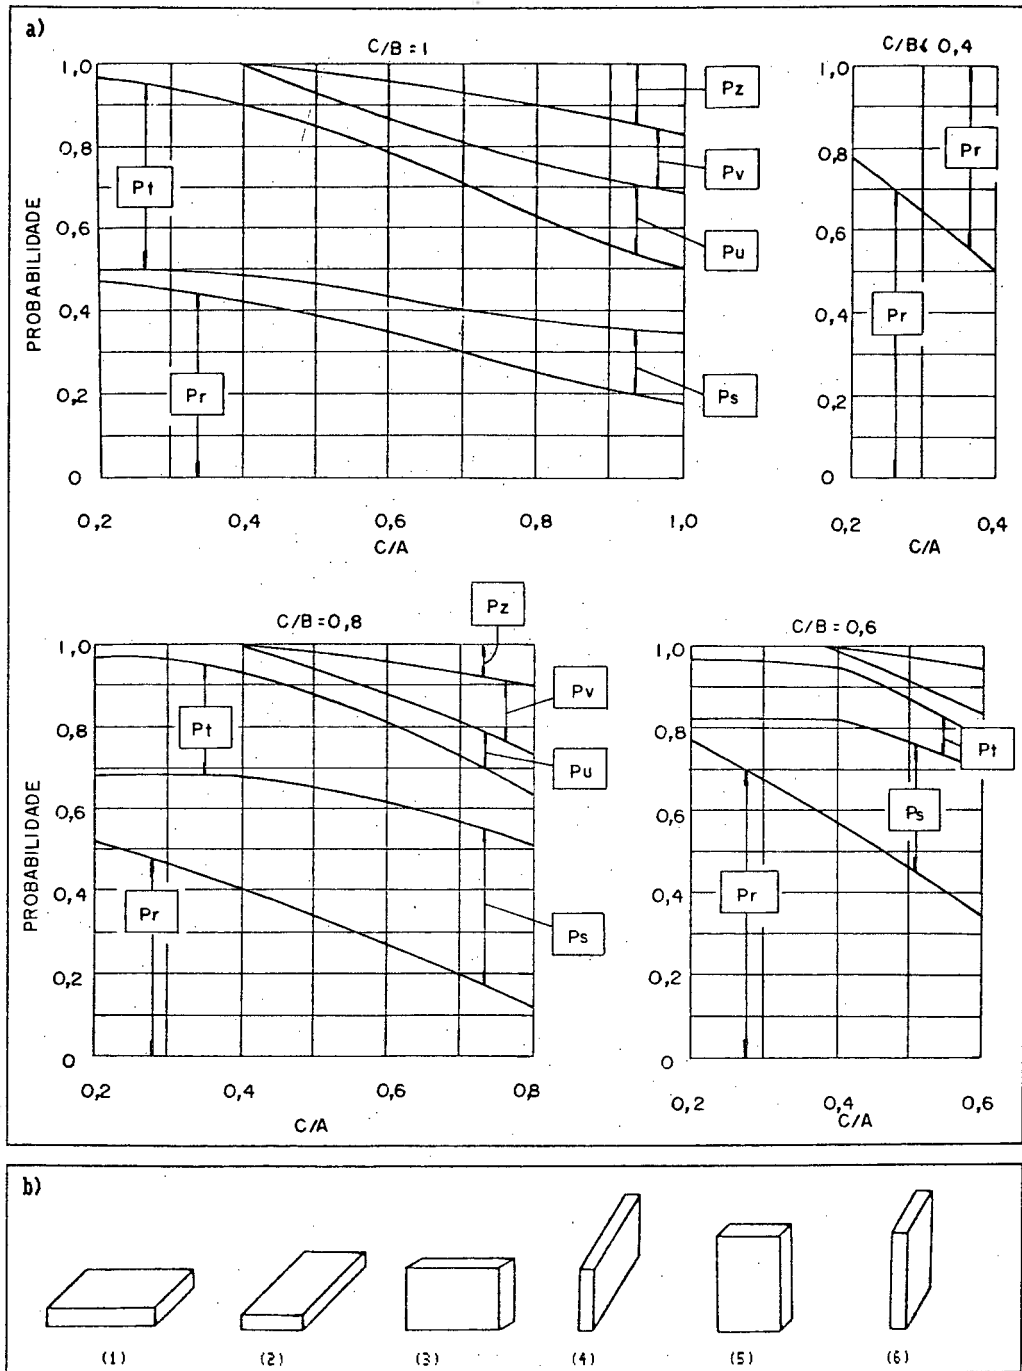 a)
C/B = 1
1,0
0,8
0,6
0,4
0,2
0
PROBABILIDADE
Pt
Pr
Pz
Pv
Pu
Ps
0,2 0,4 0,6 0,8 1,0
C/A
C/B< 0,4
1,0
0,8
0,6
0,4
0,2
0
Pr
Pr
0,2 0,4
C/A
C/B = 0,8
1,0
0,8
0,6
0,4
0,2
0
PROBABILIDADE
Pt
Pr
Pz
Pv
Pu
Ps
0,2 0,4 0,6 0,8
C/A
C/B = 0,6
1,0
0,8
0,6
0,4
0,2
0
Pt
Ps
Pr
0,2 0,4 0,6
C/A
b)
(1) (2) (3) (4) (5) (6)